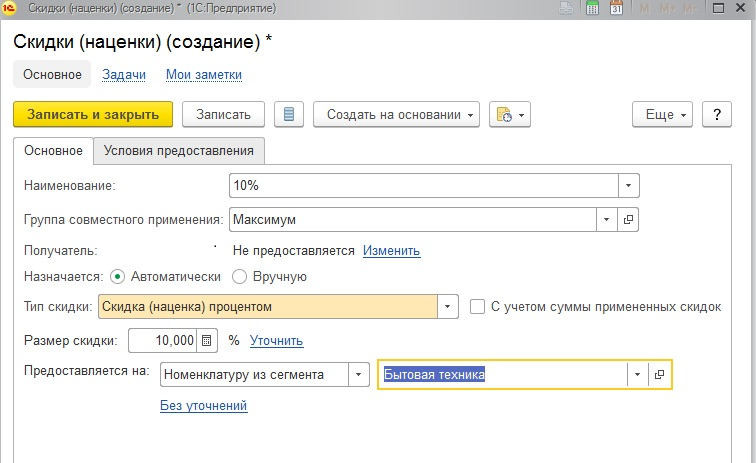 Скидки (наценки) (создание) * (1С:Предприятие)
M M+ M-
Скидки (наценки) (создание) *
Основное Задачи Мои заметки
Записать и закрыть Записать Создать на основании Еще ?
Основное Условия предоставления
Наименование: 10%
Группа совместного применения: Максимум
Получатель: Не предоставляется Изменить
Назначается: Автоматически Вручную
Тип скидки: Скидка (наценка) процентом С учетом суммы примененных скидок
Размер скидки: 10,000 % Уточнить
Предоставляется на: Номенклатуру из сегмента Бытовая техника
Без уточнений